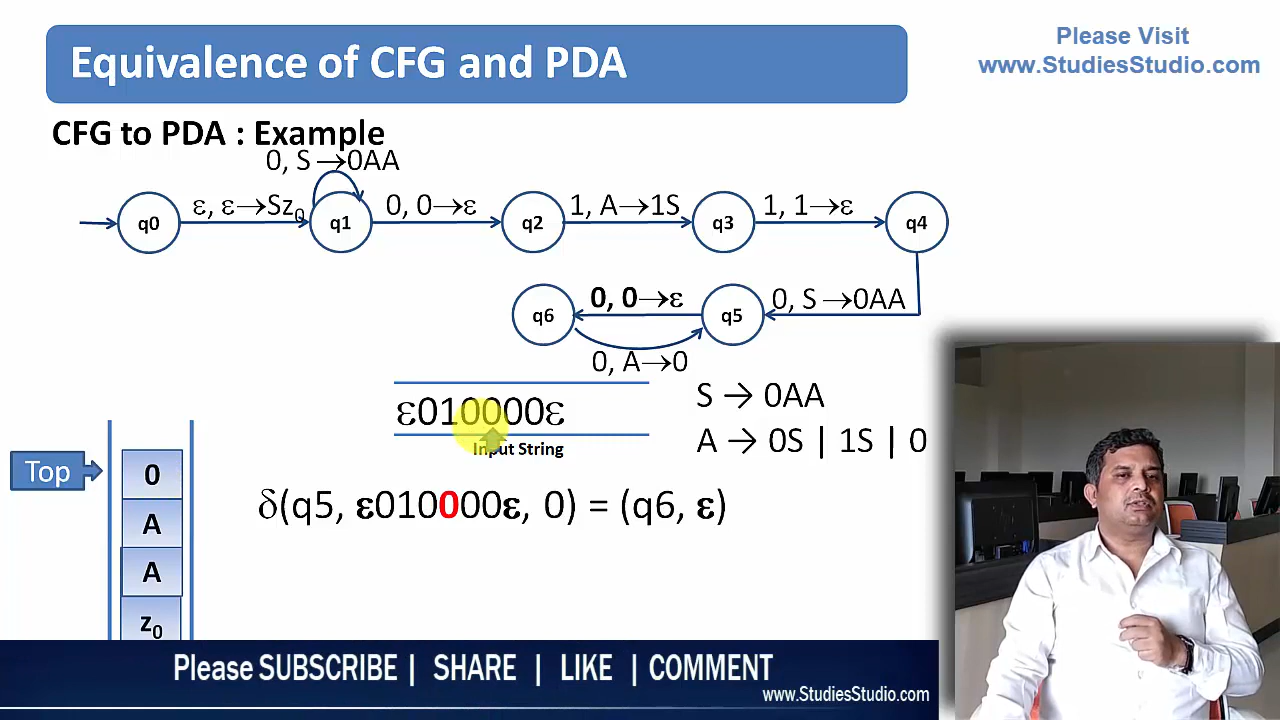 Equivalence of CFG and PDA
Please Visit
www.StudiesStudio.com
CFG to PDA : Example
0, S →0AA
q0
ε, ε→Sz₀
q1
0, 0→ε
q2
1, A→1S
q3
1, 1→ε
q4
q6
0, 0→ε
q5
0, S →0AA
0, A→0
ε010000ε
Input String
S → 0AA
A → 0S | 1S | 0
Top
0
A
A
z₀
δ(q5, ε010000ε, 0) = (q6, ε)
Please SUBSCRIBE | SHARE | LIKE | COMMENT
www.StudiesStudio.com